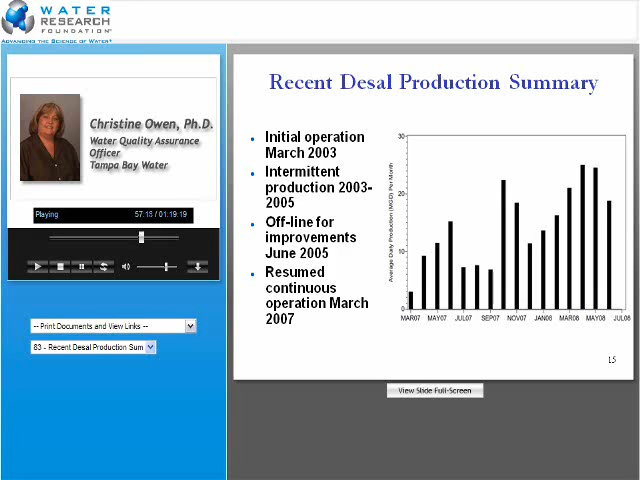 WATER
RESEARCH
FOUNDATION
ADVANCING THE SCIENCE OF WATER
Christine Owen, Ph.D.
Water Quality Assurance
Officer
Tampa Bay Water
Playing 57:18 / 01:19:19
-- Print Documents and View Links --
83 - Recent Desal Production Sum
Recent Desal Production Summary
• Initial operation
March 2003
• Intermittent
production 2003-
2005
• Off-line for
improvements
June 2005
• Resumed
continuous
operation March
2007
Average Daily Production (MGD) Per Month
30
20
10
0
MAR07 MAY07 JUL07 SEP07 NOV07 JAN08 MAR08 MAY08 JUL08
15
View Slide Full-Screen